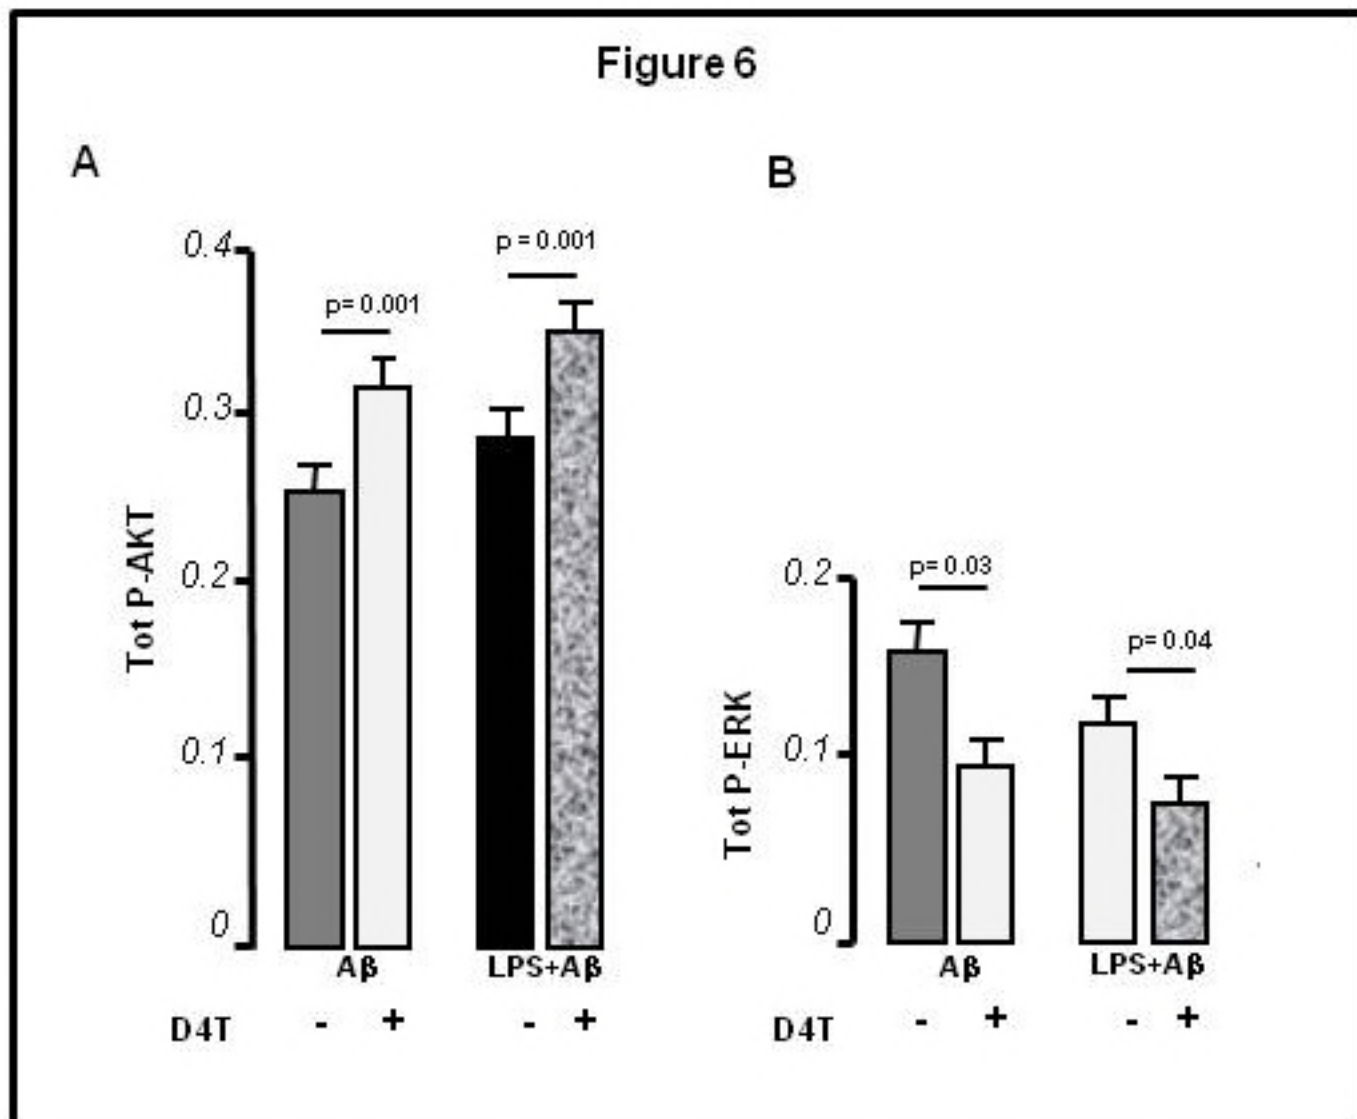 Figure 6
A
0.4
0.3
0.2
0.1
0
Tot P-AKT
p= 0.001
p = 0.001
Aβ
LPS+Aβ
D4T - + - +
B
0.2
0.1
0
Tot P-ERK
p= 0.03
p= 0.04
Aβ
LPS+Aβ
D4T - + - +